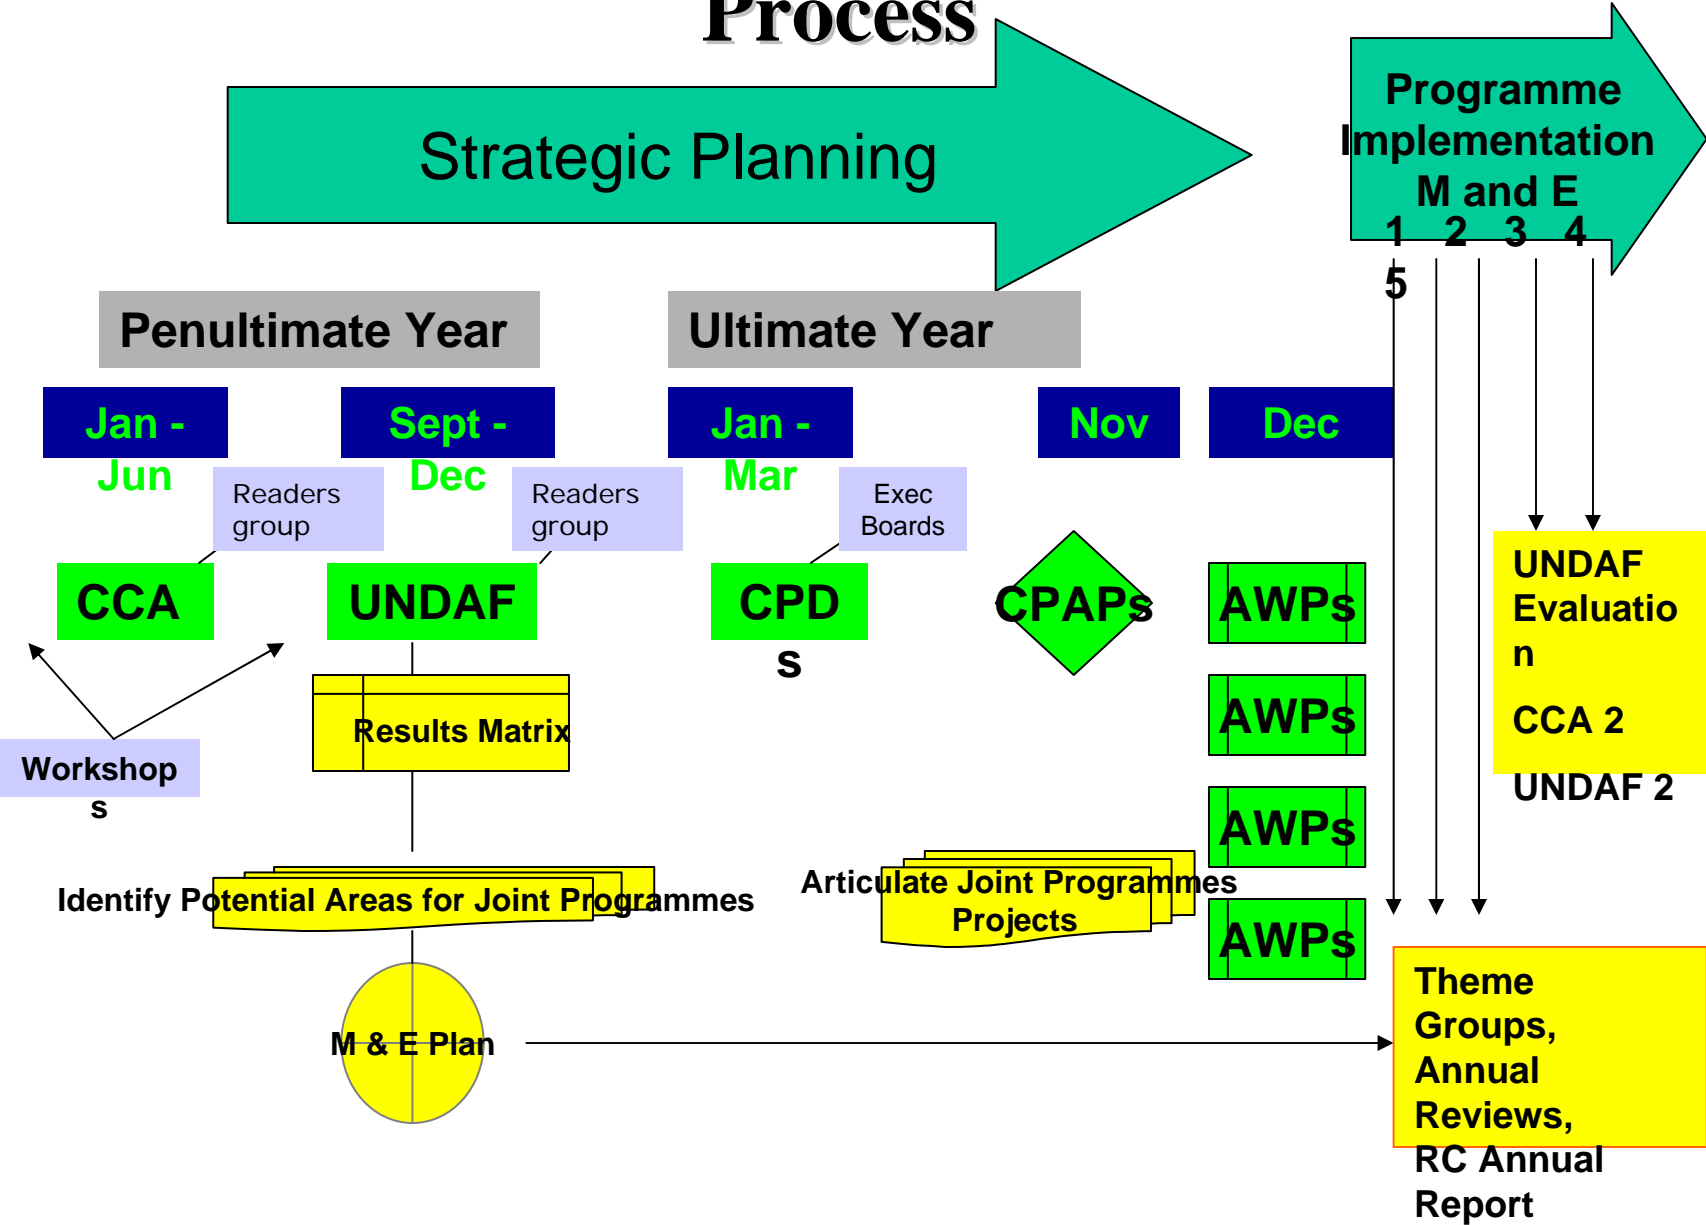 Process
Strategic Planning
Programme
Implementation
M and E
1 2 3 4
5
Penultimate Year
Ultimate Year
Jan -
Jun
Sept -
Dec
Jan -
Mar
Nov
Dec
Readers
group
Readers
group
Exec
Boards
CCA
UNDAF
CPD
s
CPAPs
AWPs
AWPs
AWPs
AWPs
UNDAF
Evaluatio
n
CCA 2
UNDAF 2
Results Matrix
Workshop
s
Identify Potential Areas for Joint Programmes
Articulate Joint Programmes
Projects
M & E Plan
Theme
Groups,
Annual
Reviews,
RC Annual
Report